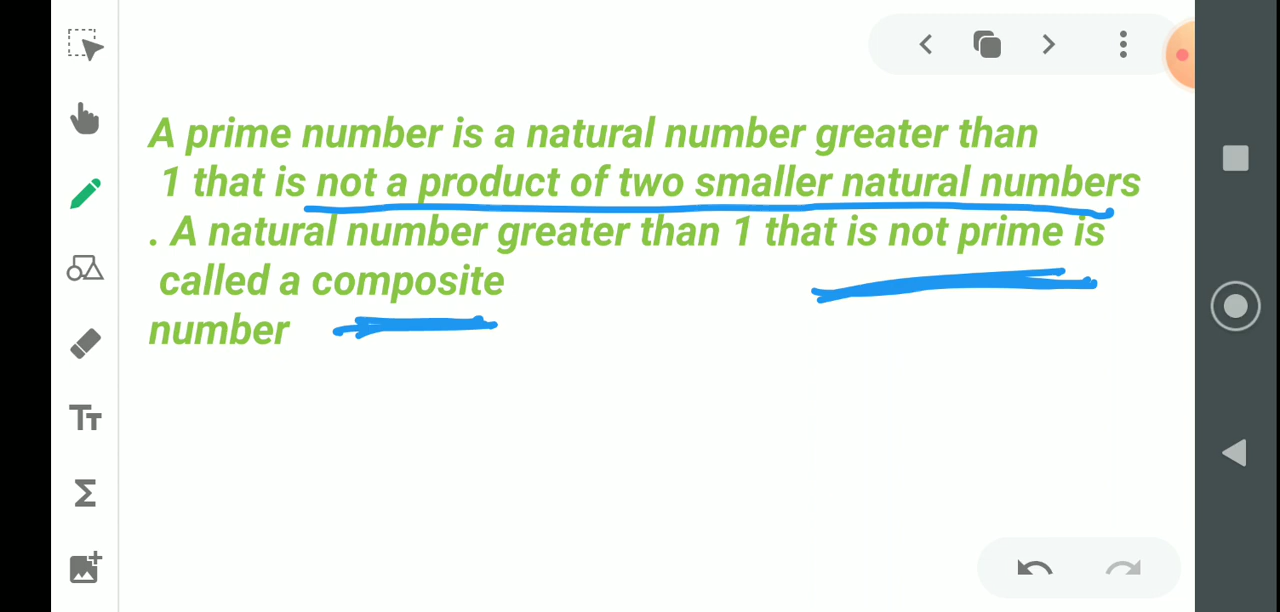 A prime number is a natural number greater than
1 that is not a product of two smaller natural numbers
. A natural number greater than 1 that is not prime is
called a composite
number